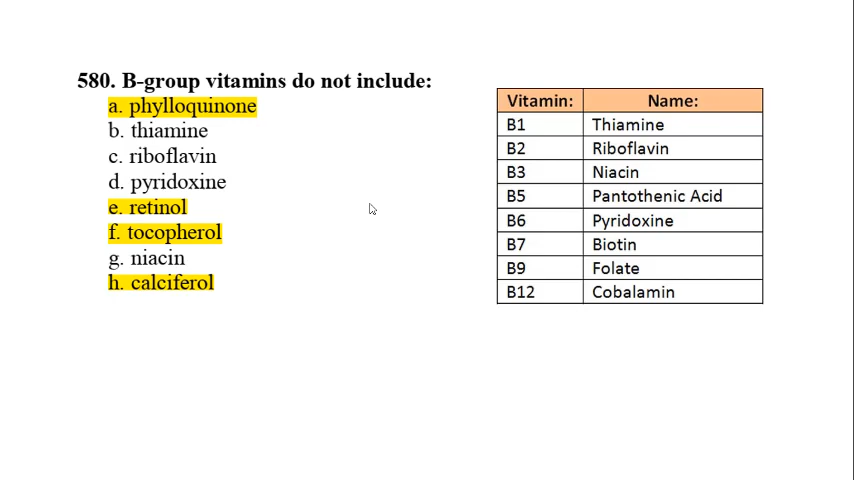 580. B-group vitamins do not include:
a. phylloquinone
b. thiamine
c. riboflavin
d. pyridoxine
e. retinol
f. tocopherol
g. niacin
h. calciferol
Vitamin: Name:
B1 Thiamine
B2 Riboflavin
B3 Niacin
B5 Pantothenic Acid
B6 Pyridoxine
B7 Biotin
B9 Folate
B12 Cobalamin